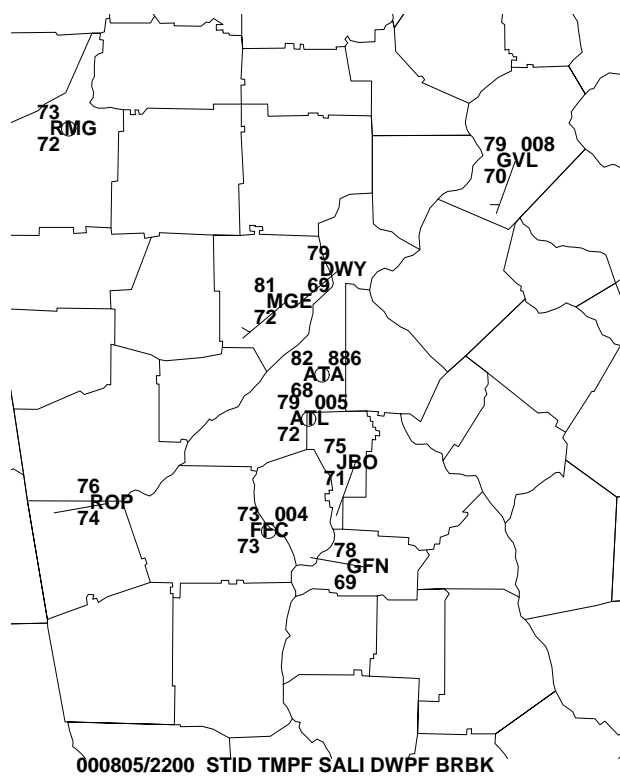 73
RMG
72
79 008
GVL
70
79
DWY
69
81
MGE
72
82 886
ATA
68
79 005
ATL
72
75
JBO
71
76
ROP
74
73 004
FFC
73
78
GFN
69
000805/2200 STID TMPF SALI DWPF BRBK